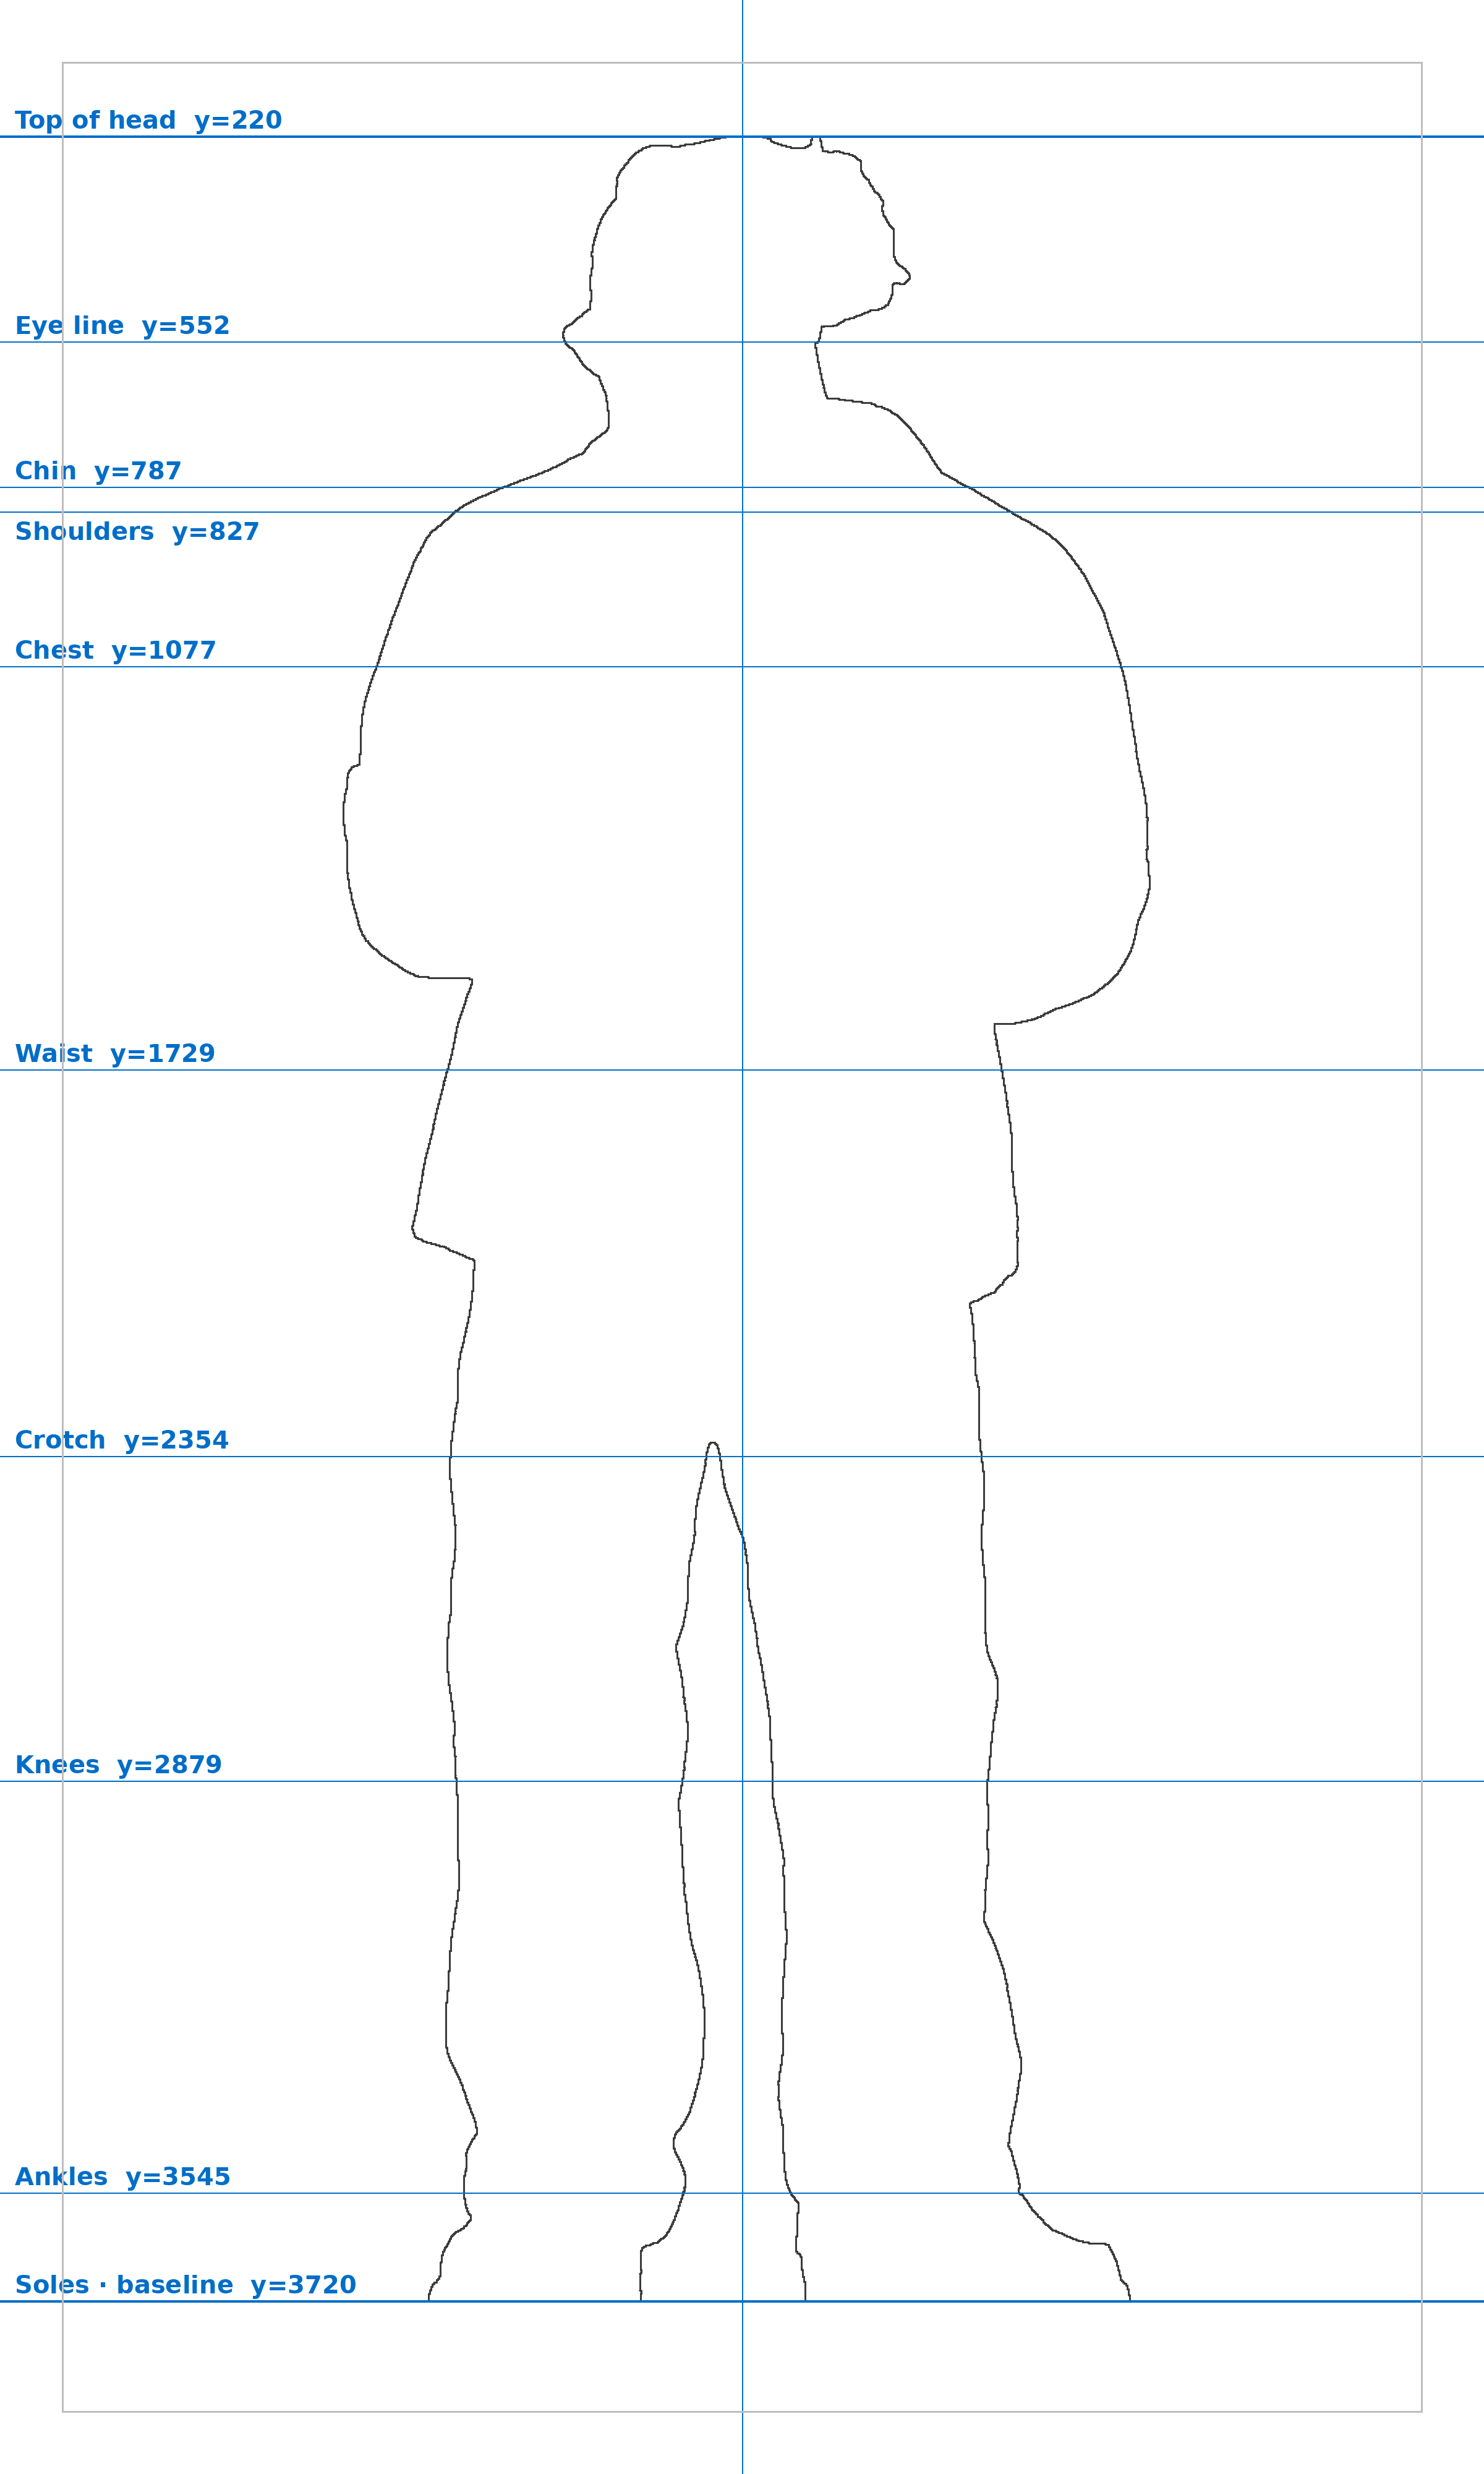 Top of head  y=220
Eye line  y=552
Chin  y=787
Shoulders  y=827
Chest  y=1077
Waist  y=1729
Crotch  y=2354
Knees  y=2879
Ankles  y=3545
Soles · baseline  y=3720